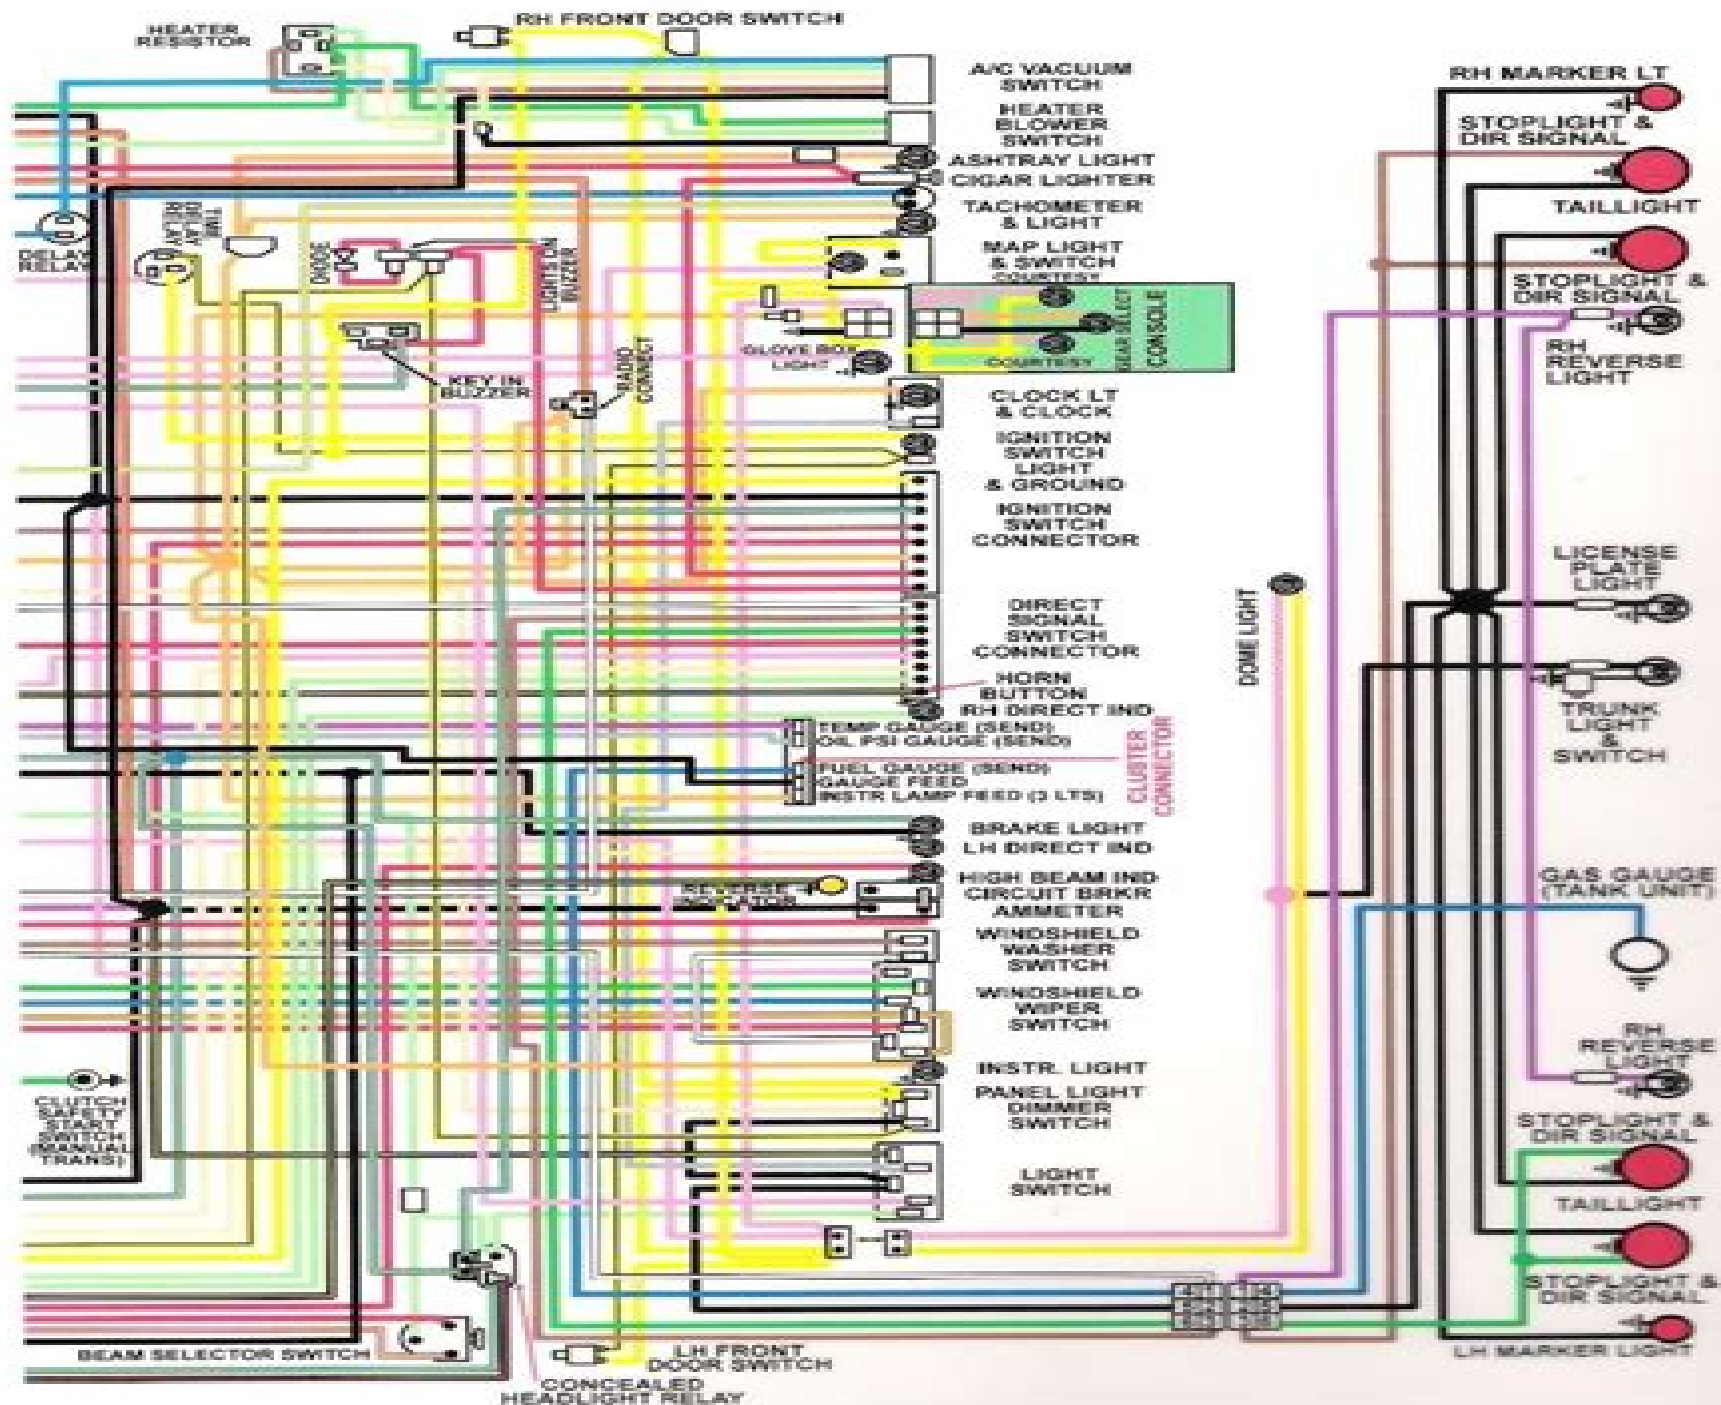 HEATER
RESISTOR
RH FRONT DOOR SWITCH
A/C VACUUM
SWITCH
HEATER
BLOWER
SWITCH
ASHTRAY LIGHT
CIGAR LIGHTER
TACHOMETER
& LIGHT
MAP LIGHT
& SWITCH
COURTESY
CONSOLE
COURTESY
GLOVE BOX
LIGHT
TIME
DELAY
RELAY
DELAY
RELAY
DIODE
LIGHTS ON
BUZZER
KEY IN
BUZZER
RADIO
CONNECT
CLOCK LT
& CLOCK
IGNITION
SWITCH
LIGHT
& GROUND
IGNITION
SWITCH
CONNECTOR
DIRECT
SIGNAL
SWITCH
CONNECTOR
HORN
BUTTON
RH DIRECT IND
TEMP GAUGE (SEND)
OIL PSI GAUGE (SEND)
FUEL GAUGE (SEND)
GAUGE FEED
INSTR LAMP FEED (3 LTS)
CLUSTER
CONNECTOR
BRAKE LIGHT
LH DIRECT IND
HIGH BEAM IND
REVERSE
INDICATOR
CIRCUIT BRKR
AMMETER
WINDSHIELD
WASHER
SWITCH
WINDSHIELD
WIPER
SWITCH
INSTR. LIGHT
PANEL LIGHT
DIMMER
SWITCH
LIGHT
SWITCH
CLUTCH
SAFETY
START
SWITCH
(MANUAL
TRANS)
BEAM SELECTOR SWITCH
LH FRONT
DOOR SWITCH
CONCEALED
HEADLIGHT RELAY
DOME LIGHT
RH MARKER LT
STOPLIGHT &
DIR SIGNAL
TAILLIGHT
STOPLIGHT &
DIR SIGNAL
RH
REVERSE
LIGHT
LICENSE
PLATE
LIGHT
TRUNK
LIGHT
&
SWITCH
GAS GAUGE
(TANK UNIT)
RH
REVERSE
LIGHT
STOPLIGHT &
DIR SIGNAL
TAILLIGHT
STOPLIGHT &
DIR SIGNAL
LH MARKER LIGHT